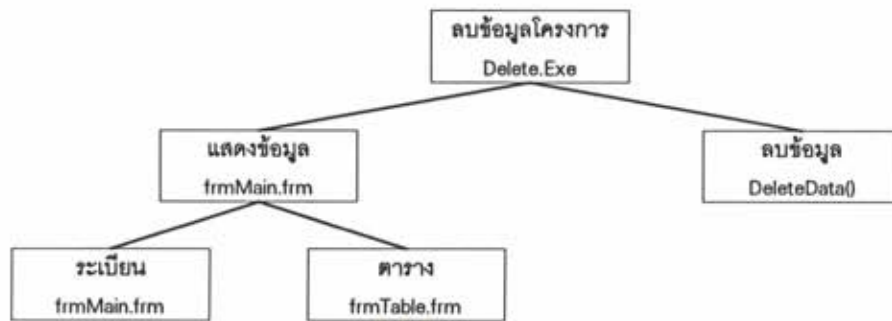 ลบข้อมูลโครงการ
Delete.Exe
แสดงข้อมูล
frmMain.frm
ลบข้อมูล
DeleteData()
ระเบียน
frmMain.frm
ตาราง
frmTable.frm